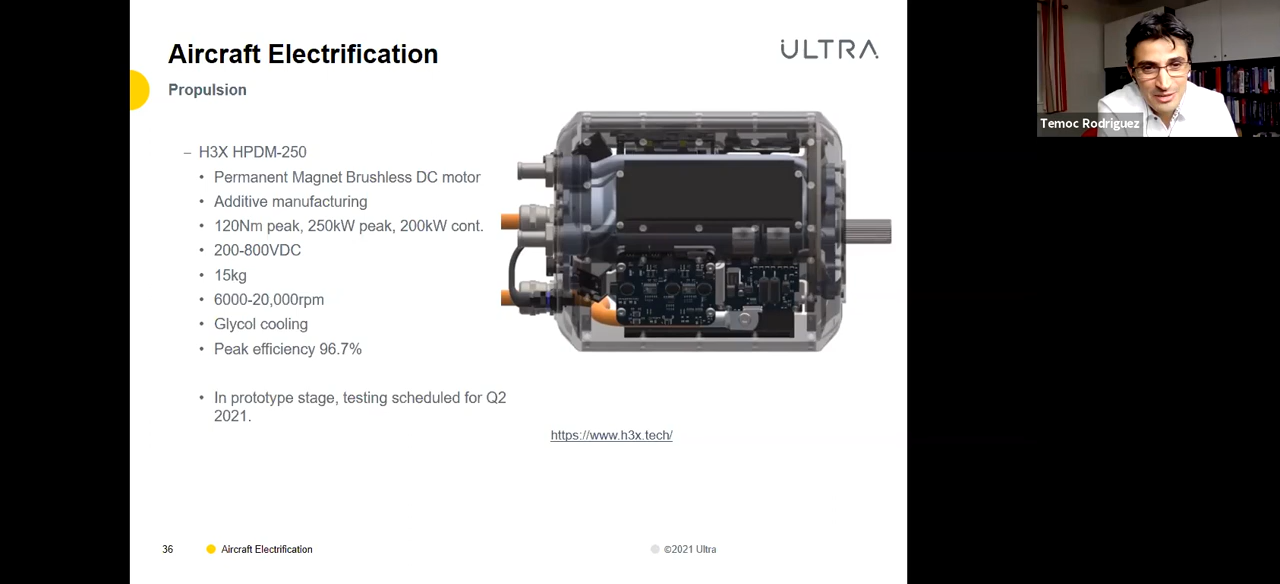 Aircraft Electrification
ULTRA
Propulsion
– H3X HPDM-250
• Permanent Magnet Brushless DC motor
• Additive manufacturing
• 120Nm peak, 250kW peak, 200kW cont.
• 200-800VDC
• 15kg
• 6000-20,000rpm
• Glycol cooling
• Peak efficiency 96.7%
• In prototype stage, testing scheduled for Q2
2021.
https://www.h3x.tech/
36
Aircraft Electrification
©2021 Ultra
Temoc Rodriguez